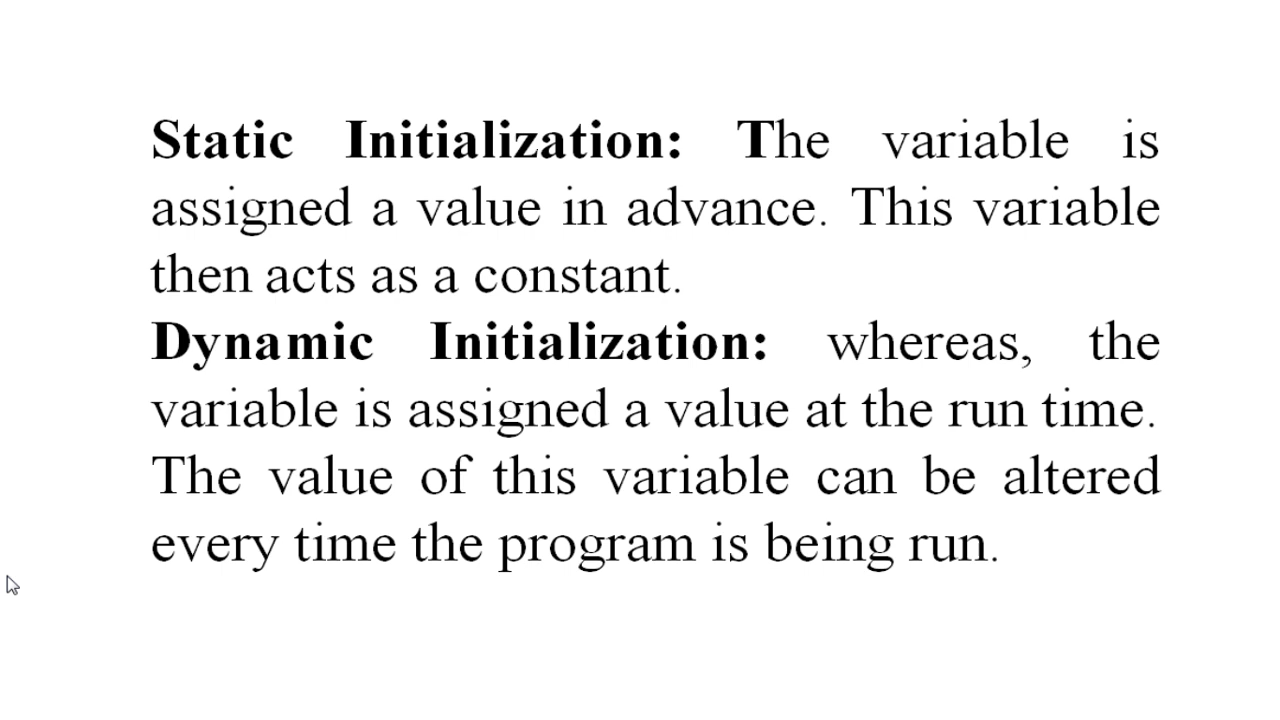 Static Initialization: The variable is
assigned a value in advance. This variable
then acts as a constant.
Dynamic Initialization: whereas, the
variable is assigned a value at the run time.
The value of this variable can be altered
every time the program is being run.